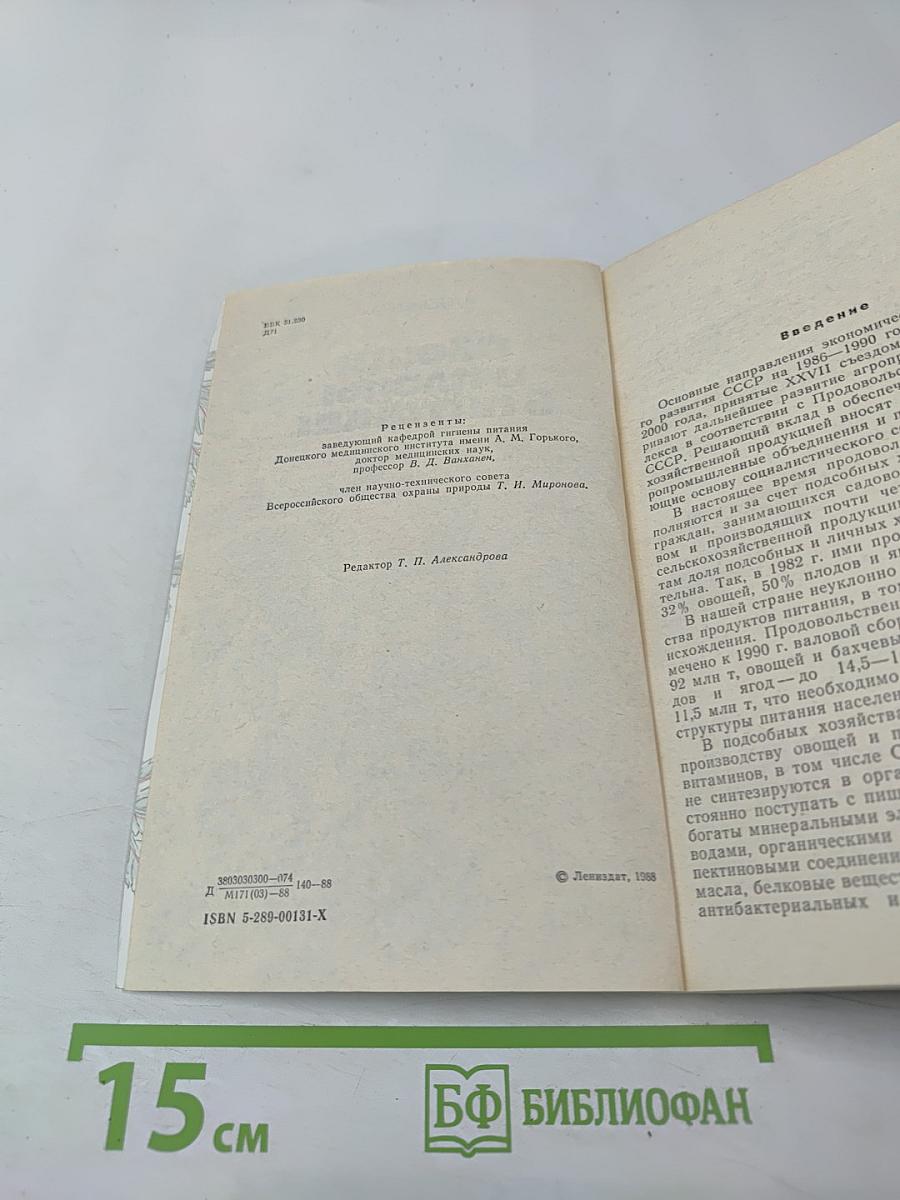 ББК 51.230
Д71
Рецензенты:
заведующий кафедрой гигиены питания
Донецкого медицинского института имени А. М. Горького,
доктор медицинских наук,
профессор В. Д. Ванханен,
член научно-технического совета
Всероссийского общества охраны природы Т. И. Миронова.
Редактор Т. П. Александрова
Д 3803030300—074 140—88
М171(03)—88
ISBN 5-289-00131-X
© Лениздат, 1988
Введение
Основные направления экономичес
го развития СССР на 1986—1990 го
2000 года, принятые XXVII съездом
ривают дальнейшее развитие агропр
лекса в соответствии с Продовольс
СССР. Решающий вклад в обеспеч
хозяйственной продукцией вносят
ропромышленные объединения и п
ющие основу социалистического с
В настоящее время продовол
полняются и за счет подсобных х
граждан, занимающихся садово
вом и производящих почти чет
сельскохозяйственной продукци
там доля подсобных и личных х
тельна. Так, в 1982 г. ими про
32% овощей, 50% плодов и яг
В нашей стране неуклонно
ства продуктов питания, в том
исхождения. Продовольствен
мечено к 1990 г. валовой сбор
92 млн т, овощей и бахчевы
дов и ягод — до 14,5—1
11,5 млн т, что необходимо
структуры питания населен
В подсобных хозяйства
производству овощей и п
витаминов, в том числе С
не синтезируются в орга
стоянно поступать с пищ
богаты минеральными эл
водами, органическими
пектиновыми соединени
масла, белковые вещест
антибактериальных и
15 см
БФ БИБЛИОФАН